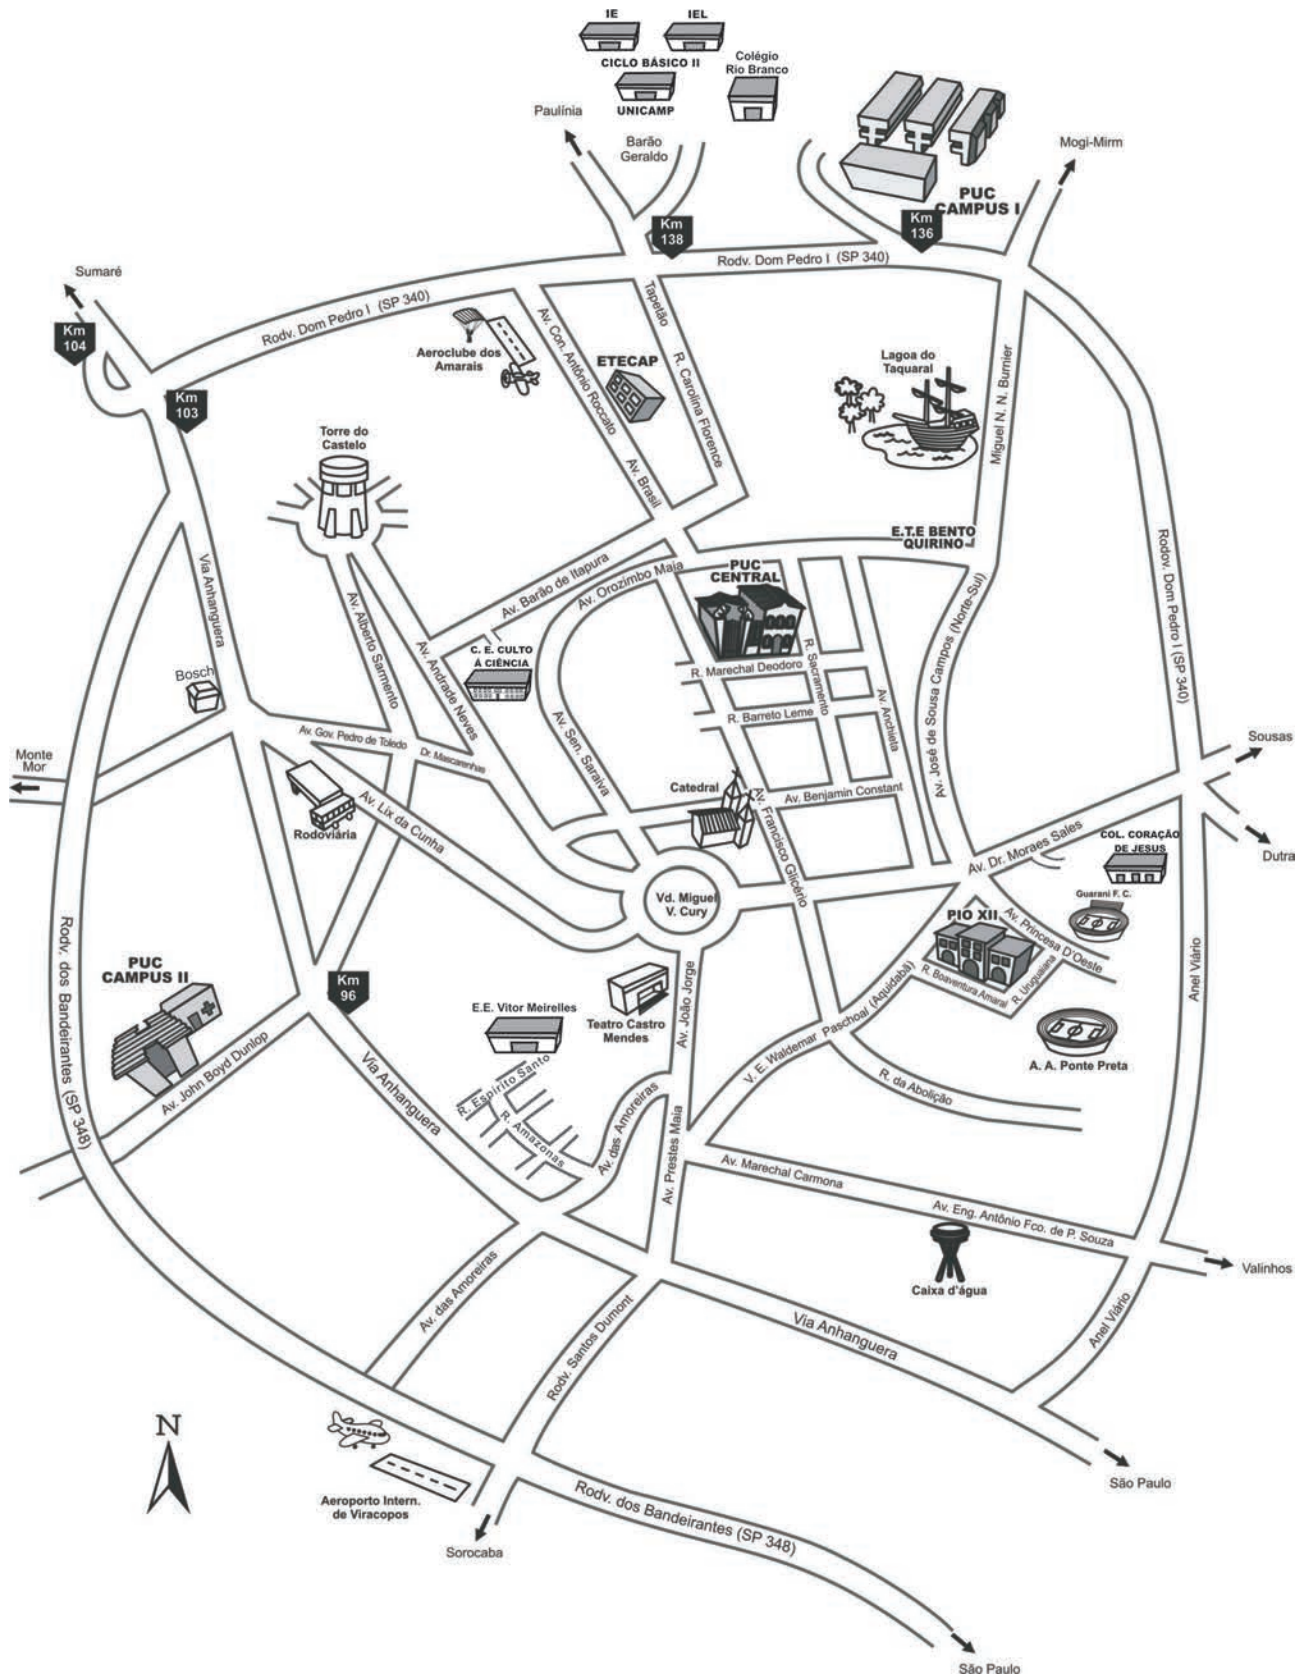 IE
IEL
CICLO BÁSICO II
UNICAMP
Colégio
Rio Branco
Paulínia
Barão
Geraldo
Mogi-Mirm
PUC
CAMPUS I
Km
138
Km
136
Rodv. Dom Pedro I (SP 340)
Sumaré
Km
104
Rodv. Dom Pedro I (SP 340)
Km
103
Aeroclube dos
Amarais
Av. Con. Antônio Roccato
ETECAP
Tapetão
R. Carolina Florence
Lagoa do
Taquaral
Miguel N. N. Burnier
Torre do
Castelo
Av. Brasil
E.T.E BENTO
QUIRINO
Rodov. Dom Pedro I (SP 340)
Via Anhanguera
Av. Barão de Itapura
Av. Orozimbo Maia
PUC
CENTRAL
Av. Alberto Sarmento
Av. Andrade Neves
C. E. CULTO
À CIÊNCIA
R. Marechal Deodoro
R. Sacramento
R. Barreto Leme
Av. Anchieta
Av. José de Sousa Campos (Norte-Sul)
Bosch
Av. Gov. Pedro de Toledo
Dr. Mascarenhas
Av. Sen. Saraiva
Monte
Mor
Rodoviária
Av. Lix da Cunha
Catedral
Av. Benjamin Constant
Av. Francisco Glicério
Sousas
Av. Dr. Moraes Sales
COL. CORAÇÃO
DE JESUS
Dutra
Guarani F. C.
Vd. Miguel
V. Cury
PIO XII
Av. Princesa D'Oeste
R. Boaventura Amaral
R. Uruguaiana
Anel Viário
Rodv. dos Bandeirantes (SP 348)
PUC
CAMPUS II
Km
96
Av. João Jorge
Teatro Castro
Mendes
E.E. Vitor Meirelles
A. A. Ponte Preta
V. E. Waldemar Paschoal (Aquidabã)
R. da Abolição
Av. John Boyd Dunlop
Via Anhanguera
R. Espírito Santo
R. Amazonas
Av. das Amoreiras
Av. Prestes Maia
Av. Marechal Carmona
Av. Eng. Antônio Fco. de P. Souza
Caixa d'água
Valinhos
Av. das Amoreiras
Rodv. Santos Dumont
Via Anhanguera
Anel Viário
N
Aeroporto Intern.
de Viracopos
Sorocaba
São Paulo
Rodv. dos Bandeirantes (SP 348)
São Paulo